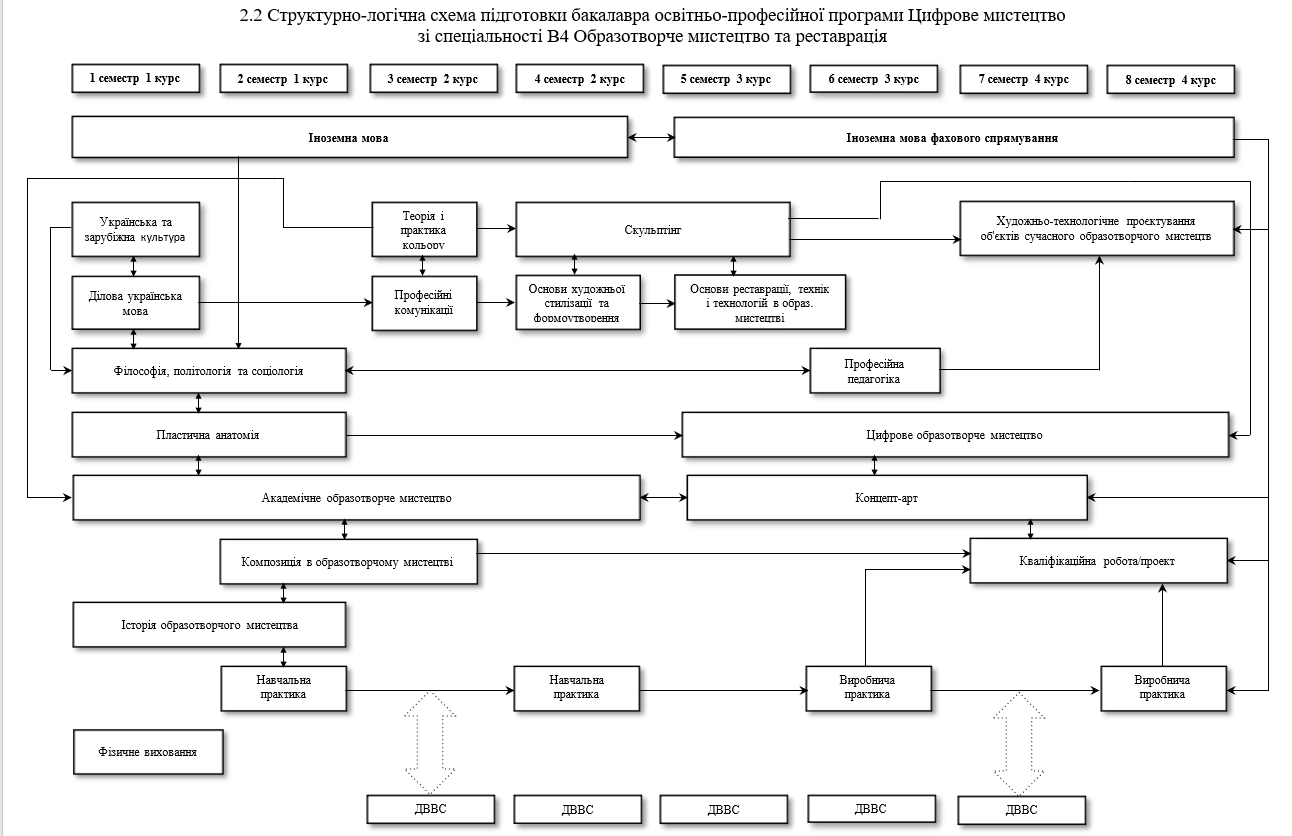 2.2 Структурно-логічна схема підготовки бакалавра освітньо-професійної програми Цифрове мистецтво
зі спеціальності В4 Образотворче мистецтво та реставрація
1 семестр 1 курс
2 семестр 1 курс
3 семестр 2 курс
4 семестр 2 курс
5 семестр 3 курс
6 семестр 3 курс
7 семестр 4 курс
8 семестр 4 курс
Іноземна мова
Іноземна мова фахового спрямування
Українська та
зарубіжна культура
Теорія і
практика
кольору
Скульптінг
Художньо-технологічне проєктування
об'єктів сучасного образотворчого мистецтв
Ділова українська
мова
Професійні
комунікації
Основи художньої
стилізації та
формоутворення
Основи реставрації, технік
і технологій в образ.
мистецтві
Філософія, політологія та соціологія
Професійна
педагогіка
Пластична анатомія
Цифрове образотворче мистецтво
Академічне образотворче мистецтво
Концепт-арт
Композиція в образотворчому мистецтві
Кваліфікаційна робота/проект
Історія образотворчого мистецтва
Навчальна
практика
Навчальна
практика
Виробнича
практика
Виробнича
практика
Фізичне виховання
ДВВС
ДВВС
ДВВС
ДВВС
ДВВС